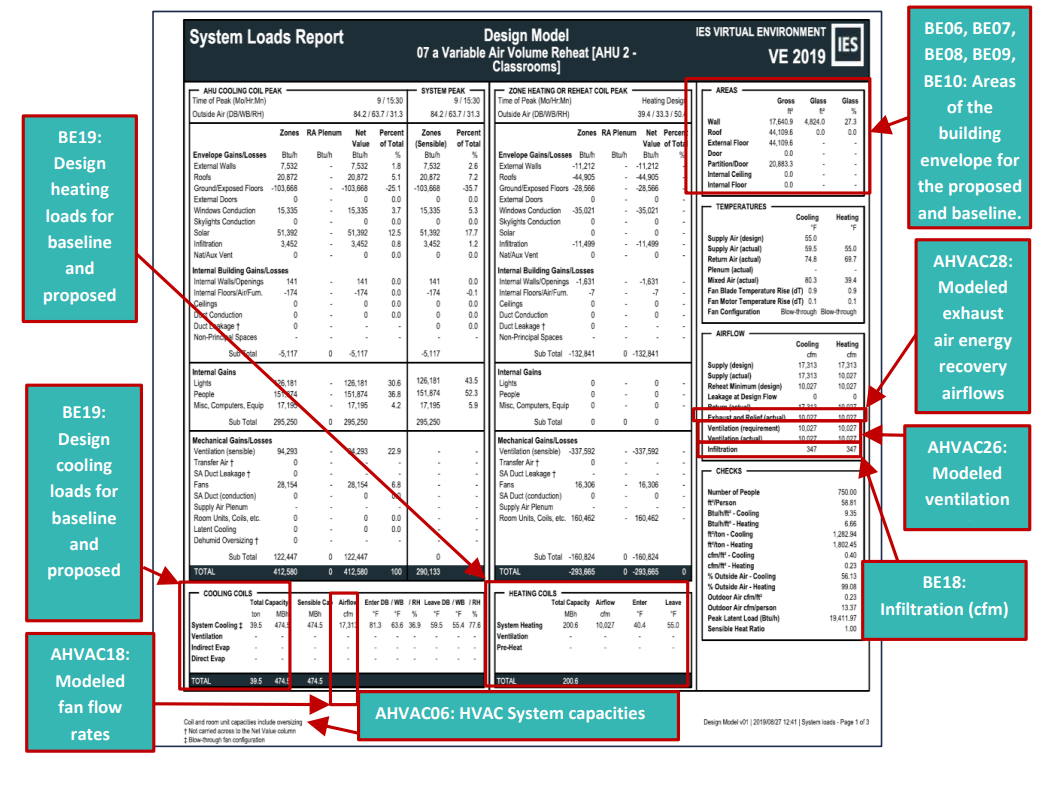 System Loads Report
Design Model
07 a Variable Air Volume Reheat [AHU 2 -
Classrooms]
IES VIRTUAL ENVIRONMENT
VE 2019
IES
AHU COOLING COIL PEAK
SYSTEM PEAK
Time of Peak (Mo/Hr:Mn) 9 / 15:30 9 / 15:30
Outside Air (DB/WB/RH) 84.2 / 63.7 / 31.3 84.2 / 63.7 / 31.3
Zones RA Plenum Net Percent Zones Percent
Value of Total (Sensible) of Total
Envelope Gains/Losses Btu/h Btu/h Btu/h % Btu/h %
External Walls 7,532 - 7,532 1.8 7,532 2.6
Roofs 20,872 - 20,872 5.1 20,872 7.2
Ground/Exposed Floors -103,668 - -103,668 -25.1 -103,668 -35.7
External Doors 0 - 0 0.0 0 0.0
Windows Conduction 15,335 - 15,335 3.7 15,335 5.3
Skylights Conduction 0 - 0 0.0 0 0.0
Solar 51,392 - 51,392 12.5 51,392 17.7
Infiltration 3,452 - 3,452 0.8 3,452 1.2
Nat/Aux Vent 0 - 0 0.0 0 0.0
Internal Building Gains/Losses
Internal Walls/Openings 141 - 141 0.0 141 0.0
Internal Floors/Air/Furn. -174 - -174 0.0 -174 -0.1
Ceilings 0 - 0 0.0 0 0.0
Duct Conduction 0 - 0 0.0 0 0.0
Duct Leakage † 0 - - - 0 0.0
Non-Principal Spaces - - - - - -
Sub Total -5,117 0 -5,117 -5,117
Internal Gains
Lights 126,181 - 126,181 30.6 126,181 43.5
People 151,874 - 151,874 36.8 151,874 52.3
Misc, Computers, Equip 17,195 - 17,195 4.2 17,195 5.9
Sub Total 295,250 0 295,250 295,250
Mechanical Gains/Losses
Ventilation (sensible) 94,293 - 94,293 22.9 - -
Transfer Air † 0 - - - - -
SA Duct Leakage † 0 - - - - -
Fans 28,154 - 28,154 6.8 - -
SA Duct (conduction) 0 - 0 0.0 - -
Supply Air Plenum - - - - - -
Room Units, Coils, etc. 0 - 0 0.0 - -
Latent Cooling 0 - 0 0.0 - -
Dehumid Oversizing † 0 - - - - -
Sub Total 122,447 0 122,447 0
TOTAL 412,580 0 412,580 100 290,133
ZONE HEATING OR REHEAT COIL PEAK
Time of Peak (Mo/Hr:Mn) Heating Design
Outside Air (DB/WB/RH) 39.4 / 33.3 / 50.4
Zones RA Plenum Net Percent
Value of Total
Envelope Gains/Losses Btu/h Btu/h Btu/h %
External Walls -11,212 - -11,212 -
Roofs -44,905 - -44,905 -
Ground/Exposed Floors -28,566 - -28,566 -
External Doors 0 - 0 -
Windows Conduction -35,021 - -35,021 -
Skylights Conduction 0 - 0 -
Solar 0 - 0 -
Infiltration -11,499 - -11,499 -
Nat/Aux Vent 0 - 0 -
Internal Building Gains/Losses
Internal Walls/Openings -1,631 - -1,631 -
Internal Floors/Air/Furn. -7 - -7 -
Ceilings 0 - 0 -
Duct Conduction 0 - 0 -
Duct Leakage † 0 - - -
Non-Principal Spaces - - - -
Sub Total -132,841 0 -132,841
Internal Gains
Lights 0 - 0 -
People 0 - 0 -
Misc, Computers, Equip 0 - 0 -
Sub Total 0 0 0
Mechanical Gains/Losses
Ventilation (sensible) -337,592 - -337,592 -
Transfer Air † 0 - - -
SA Duct Leakage † 0 - - -
Fans 16,306 - 16,306 -
SA Duct (conduction) 0 - 0 -
Supply Air Plenum - - - -
Room Units, Coils, etc. 160,462 - 160,462 -
Sub Total -160,824 0 -160,824
TOTAL -293,665 0 -293,665 0
AREAS
Gross Glass Glass
ft² ft² %
Wall 17,640.9 4,824.0 27.3
Roof 44,109.6 0.0 0.0
External Floor 44,109.6 - -
Door 0.0 - -
Partition/Door 20,883.3 - -
Internal Ceiling 0.0 - -
Internal Floor 0.0 - -
TEMPERATURES
Cooling Heating
°F °F
Supply Air (design) 55.0
Supply Air (actual) 59.5 55.0
Return Air (actual) 74.8 69.7
Plenum (actual) - -
Mixed Air (actual) 80.3 39.4
Fan Blade Temperature Rise (dT) 0.9 0.9
Fan Motor Temperature Rise (dT) 0.1 0.1
Fan Configuration Blow-through Blow-through
AIRFLOW
Cooling Heating
cfm cfm
Supply (design) 17,313 17,313
Supply (actual) 17,313 10,027
Reheat Minimum (design) 10,027 10,027
Leakage at Design Flow 0 0
Return (actual) 17,313 10,027
Exhaust and Relief (actual) 10,027 10,027
Ventilation (requirement) 10,027 10,027
Ventilation (actual) 10,027 10,027
Infiltration 347 347
CHECKS
Number of People 750.00
ft²/Person 58.81
Btu/h/ft² - Cooling 9.35
Btu/h/ft² - Heating 6.66
ft²/ton - Cooling 1,282.94
ft²/ton - Heating 1,802.45
cfm/ft² - Cooling 0.40
cfm/ft² - Heating 0.23
% Outside Air - Cooling 56.13
% Outside Air - Heating 99.08
Outdoor Air cfm/ft² 0.23
Outdoor Air cfm/person 13.37
Peak Latent Load (Btu/h) 19,411.97
Sensible Heat Ratio 1.00
COOLING COILS
Total Capacity Sensible Cap Airflow Enter DB / WB / RH Leave DB / WB / RH
ton MBh MBh cfm °F °F % °F °F %
System Cooling ‡ 39.5 474.5 474.5 17,313 81.3 63.6 36.9 59.5 55.4 77.6
Ventilation - - - - - - - - - -
Indirect Evap - - - - - - - - - -
Direct Evap - - - - - - - - - -
TOTAL 39.5 474.5 474.5
HEATING COILS
Total Capacity Airflow Enter Leave
MBh cfm °F °F
System Heating 200.6 10,027 40.4 55.0
Ventilation - - - -
Pre-Heat - - - -
TOTAL 200.6
Coil and room unit capacities include oversizing
† Not carried across to the Net Value column
‡ Blow-through fan configuration
Design Model v01 | 2019/08/27 12:41 | System loads - Page 1 of 3
BE19:
Design
heating
loads for
baseline
and
proposed
BE19:
Design
cooling
loads for
baseline
and
proposed
AHVAC18:
Modeled
fan flow
rates
AHVAC06: HVAC System capacities
BE06, BE07,
BE08, BE09,
BE10: Areas
of the
building
envelope for
the proposed
and baseline.
AHVAC28:
Modeled
exhaust
air energy
recovery
airflows
AHVAC26:
Modeled
ventilation
BE18:
Infiltration (cfm)